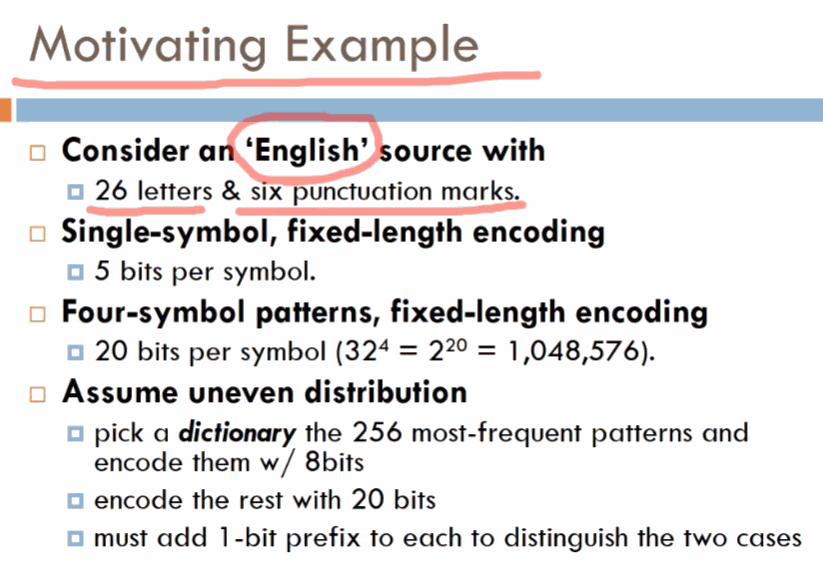 Motivating Example
Consider an ‘English’ source with
26 letters & six punctuation marks.
Single-symbol, fixed-length encoding
5 bits per symbol.
Four-symbol patterns, fixed-length encoding
20 bits per symbol (32⁴ = 2²⁰ = 1,048,576).
Assume uneven distribution
pick a dictionary the 256 most-frequent patterns and
encode them w/ 8bits
encode the rest with 20 bits
must add 1-bit prefix to each to distinguish the two cases